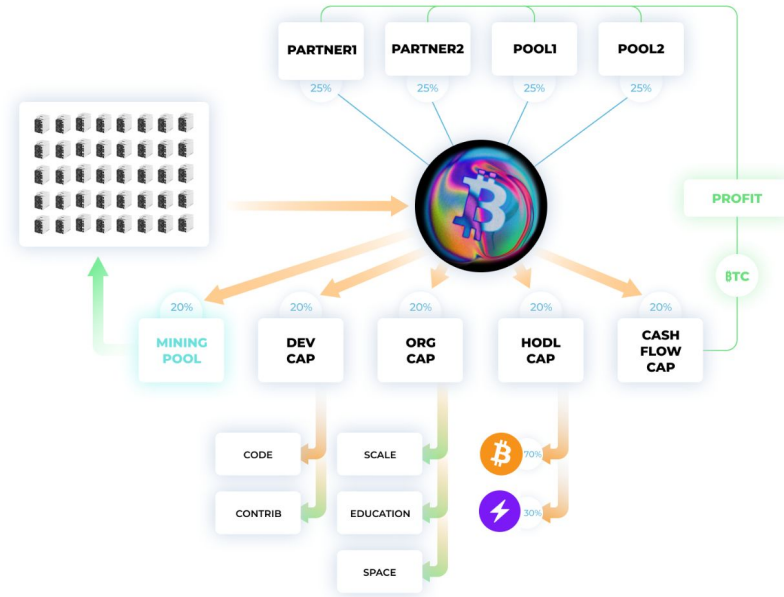 PARTNER1
PARTNER2
POOL1
POOL2
25%
25%
25%
25%
PROFIT
BTC
20%
20%
20%
20%
20%
MINING
POOL
DEV
CAP
ORG
CAP
HODL
CAP
CASH
FLOW
CAP
CODE
SCALE
70%
CONTRIB
EDUCATION
30%
SPACE